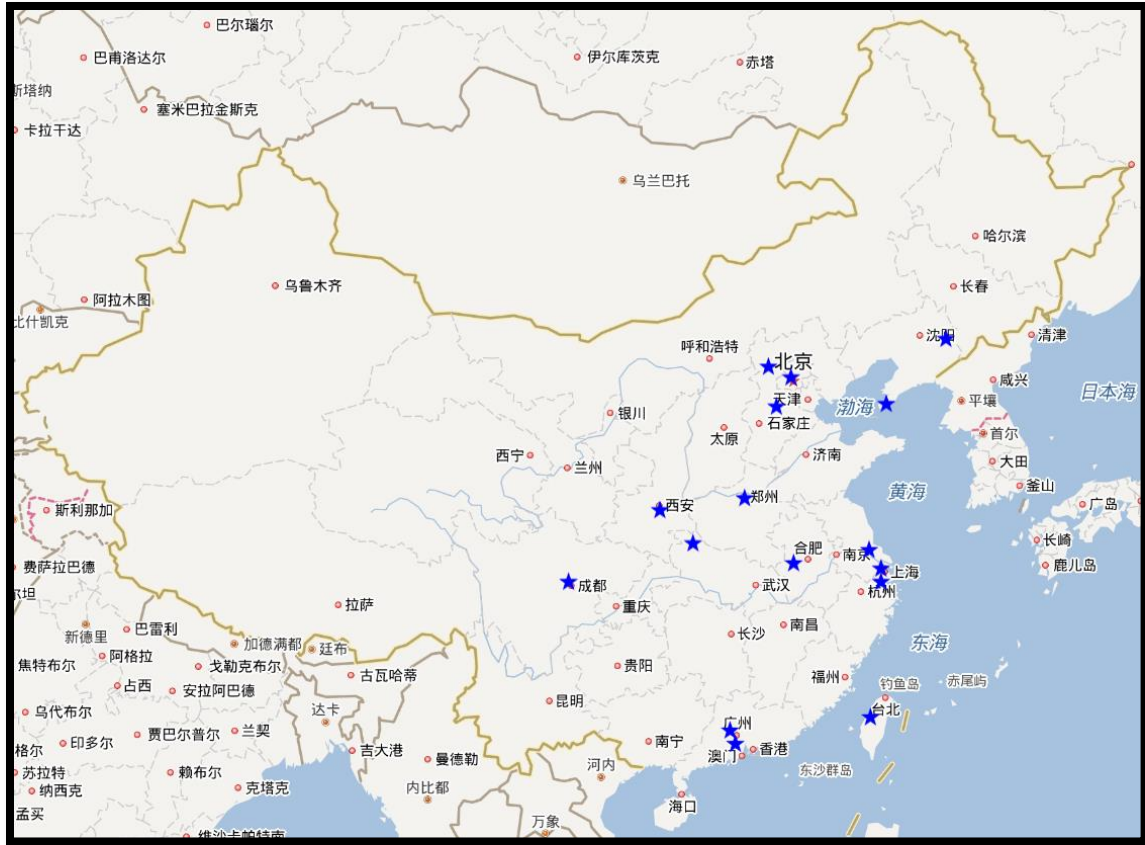 巴尔瑙尔
巴甫洛达尔
伊尔库茨克
赤塔
斯塔纳
塞米巴拉金斯克
卡拉干达
乌兰巴托
哈尔滨
乌鲁木齐
长春
阿拉木图
比什凯克
沈阳
清津
呼和浩特
北京
咸兴
日本海
天津
渤海
平壤
银川
石家庄
首尔
太原
西宁
济南
大田
兰州
釜山
黄海
郑州
广岛
西安
斯利那加
长崎
合肥
南京
费萨拉巴德
鹿儿岛
上海
成都
杭州
武汉
尔坦
拉萨
重庆
南昌
巴雷利
新德里
长沙
加德满都
东海
廷布
阿格拉
焦特布尔
戈勒克布尔
贵阳
古瓦哈蒂
福州
钓鱼岛
赤尾屿
占西
安拉阿巴德
昆明
乌代布尔
达卡
台北
广州
兰契
贾巴尔普尔
印多尔
南宁
格尔
吉大港
香港
澳门
曼德勒
河内
东沙群岛
苏拉特
赖布尔
内比都
克塔克
纳西克
海口
孟买
万象
维沙卡帕特南